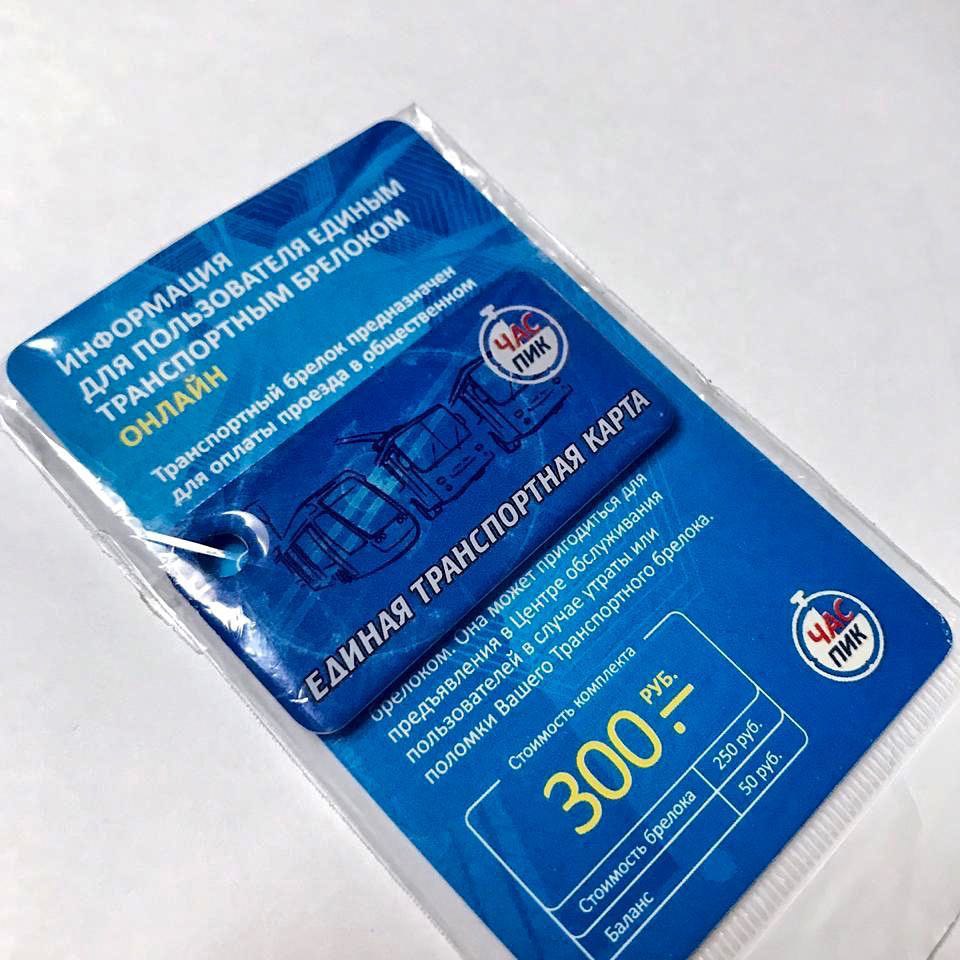 ИНФОРМАЦИЯ
ДЛЯ ПОЛЬЗОВАТЕЛЯ ЕДИНЫМ
ТРАНСПОРТНЫМ БРЕЛОКОМ
ОНЛАЙН
Транспортный брелок предназначен
для оплаты проезда в общественном
ЧАС
ПИК
ЕДИНАЯ ТРАНСПОРТНАЯ КАРТА
брелоком. Она может пригодиться для
предъявления в Центре обслуживания
пользователей в случае утраты или
поломки Вашего Транспортного брелока.
ЧАС
ПИК
Стоимость комплекта
300.- РУБ.
Стоимость брелока 250 руб.
Баланс 50 руб.